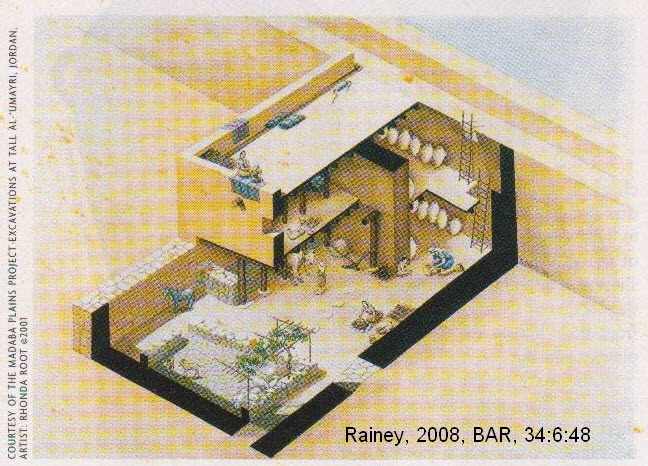 COURTESY OF THE MADABA PLAINS PROJECT EXCAVATIONS AT TALL AL-'UMAYRI, JORDAN.
ARTIST: RHONDA ROOT ©2001
Rainey, 2008, BAR, 34:6:48